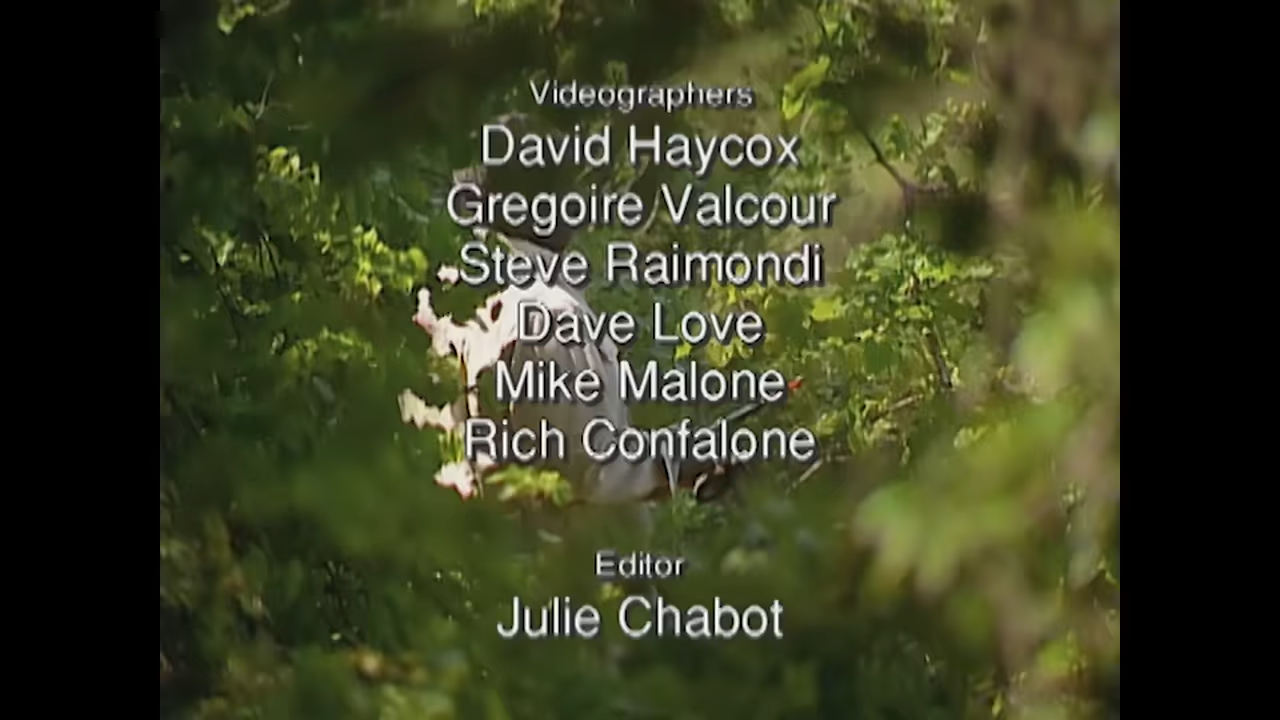 Videographers
David Haycox
Gregoire Valcour
Steve Raimondi
Dave Love
Mike Malone
Rich Confalone
Editor
Julie Chabot